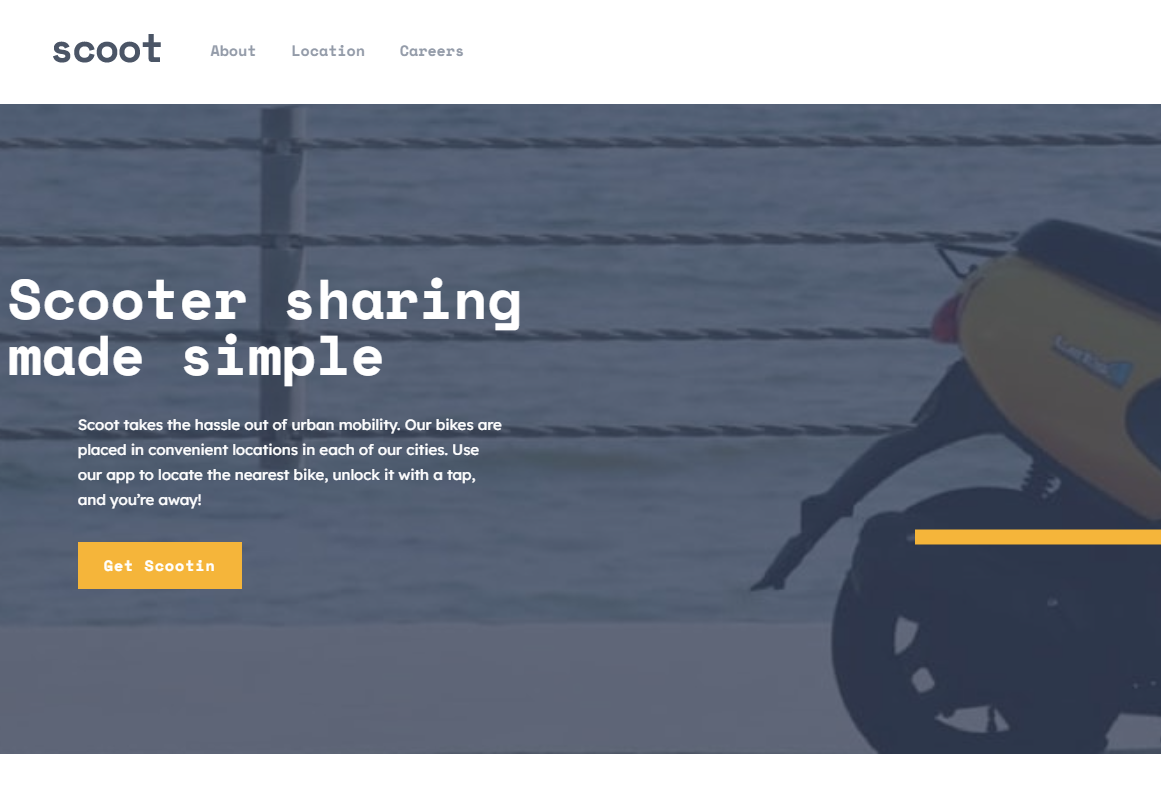 scoot
About Location Careers
Scooter sharing
made simple
Scoot takes the hassle out of urban mobility. Our bikes are
placed in convenient locations in each of our cities. Use
our app to locate the nearest bike, unlock it with a tap,
and you’re away!
Get Scootin